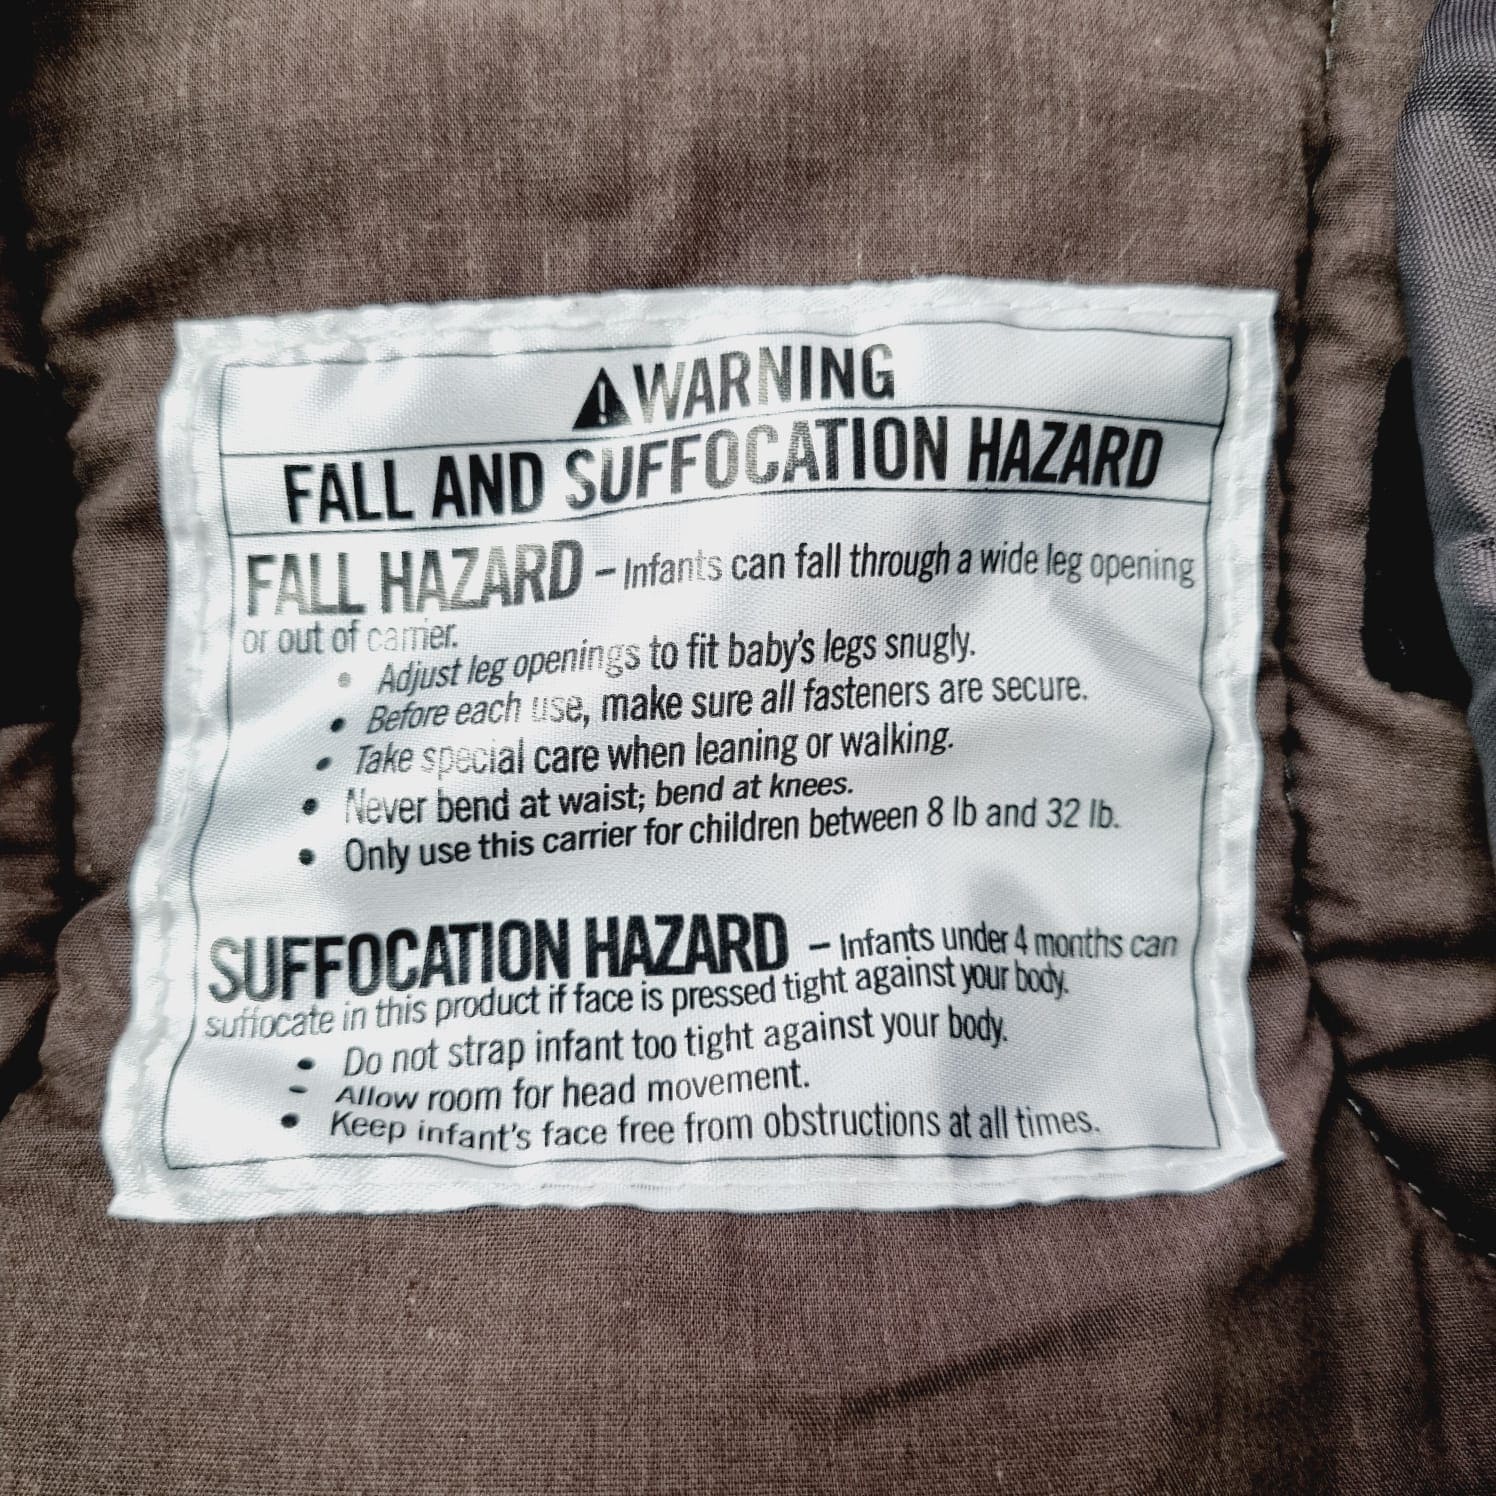 WARNING
FALL AND SUFFOCATION HAZARD
FALL HAZARD – Infants can fall through a wide leg opening
or out of carrier.
• Adjust leg openings to fit baby's legs snugly.
• Before each use, make sure all fasteners are secure.
• Take special care when leaning or walking.
• Never bend at waist; bend at knees.
• Only use this carrier for children between 8 lb and 32 lb.
SUFFOCATION HAZARD – Infants under 4 months can
suffocate in this product if face is pressed tight against your body.
• Do not strap infant too tight against your body.
• Allow room for head movement.
• Keep infant's face free from obstructions at all times.